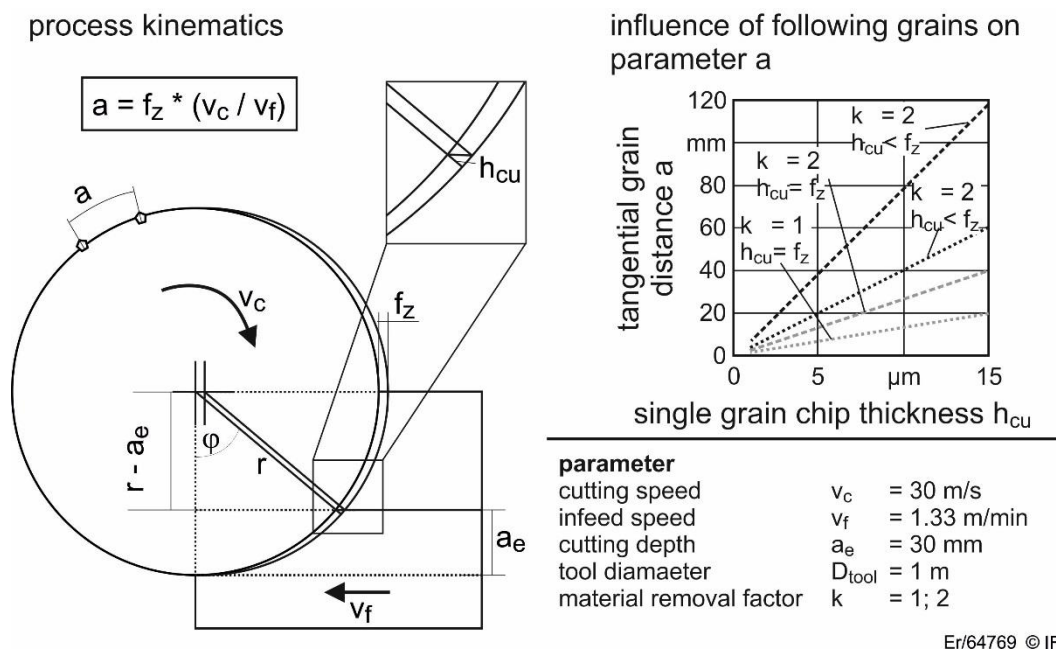 process kinematics
a = f_z * (v_c / v_f)
a
v_c
f_z
h_cu
r - a_e
φ
r
a_e
v_f
influence of following grains on
parameter a
tangential grain
distance a
120
mm
80
60
40
20
0
0
5
µm
15
k = 2
h_cu < f_z
k = 2
h_cu = f_z
k = 2
h_cu < f_z
k = 1
h_cu = f_z
single grain chip thickness h_cu
parameter
cutting speed v_c = 30 m/s
infeed speed v_f = 1.33 m/min
cutting depth a_e = 30 mm
tool diamaeter D_tool = 1 m
material removal factor k = 1; 2
Er/64769 © IF